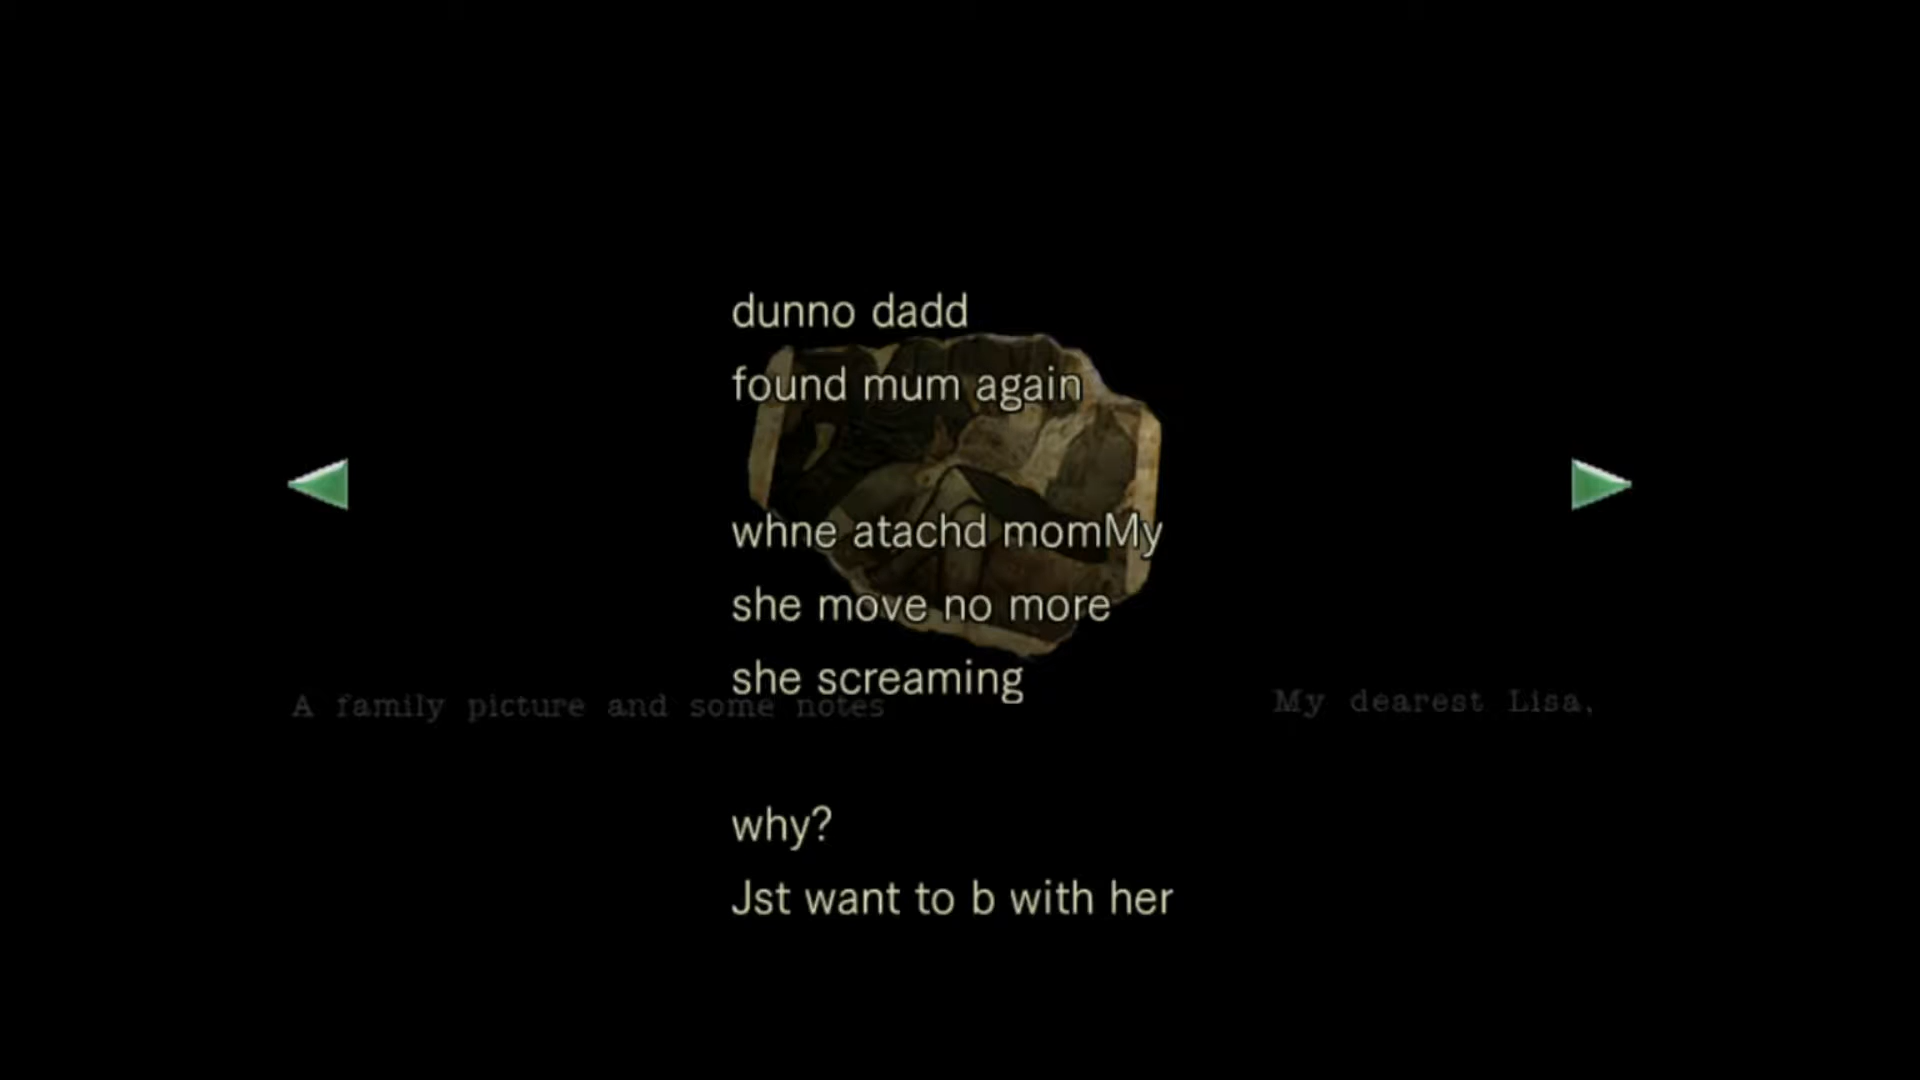 dunno dadd
found mum again
whne atachd momMy
she move no more
she screaming
A family picture and some notes
My dearest Lisa,
why?
Jst want to b with her